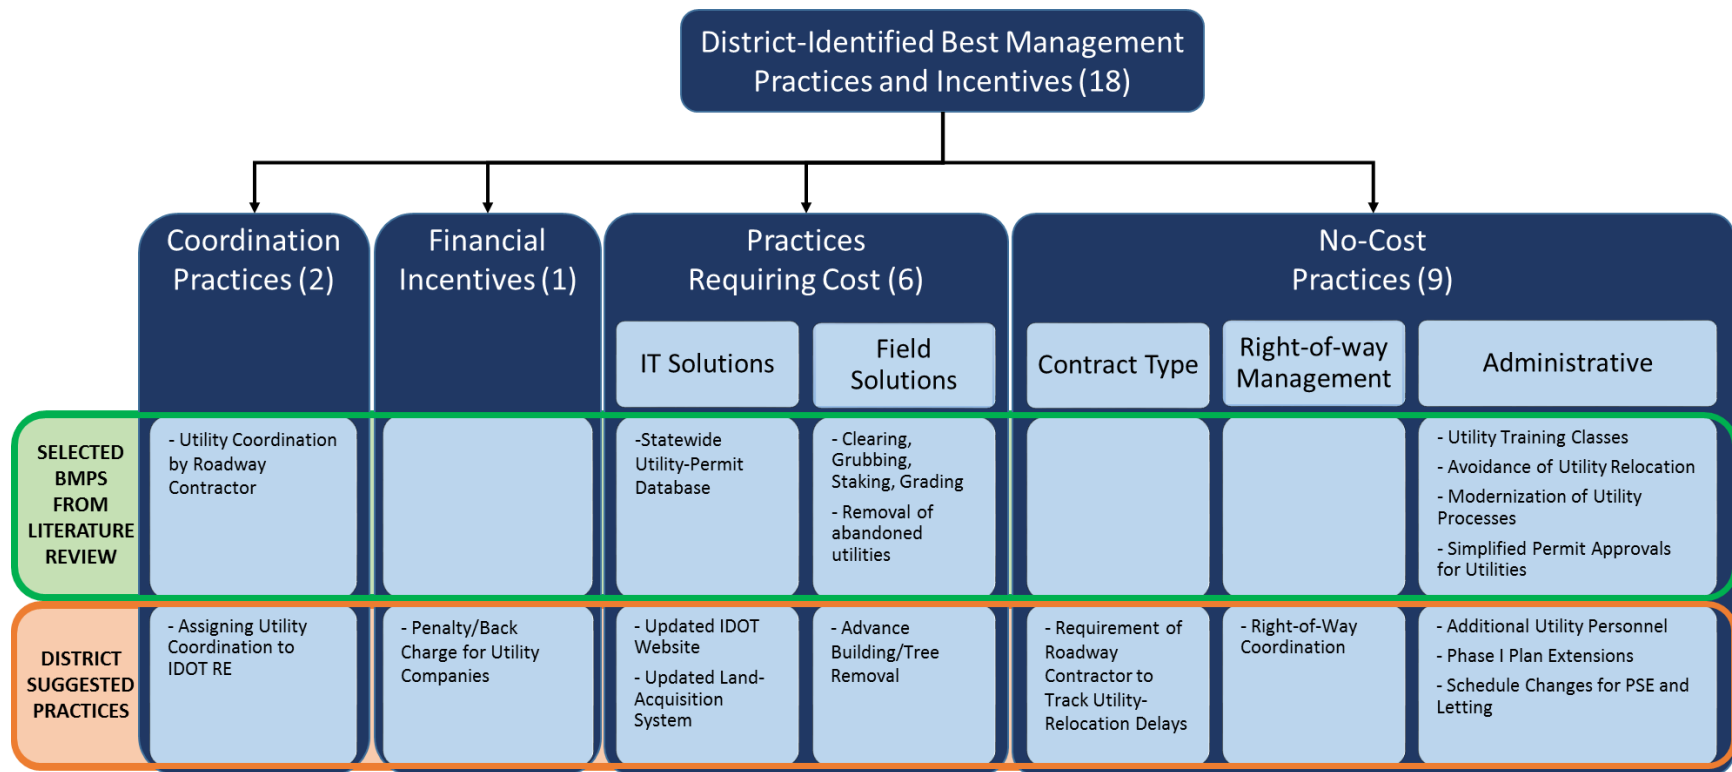 District-Identified Best Management
Practices and Incentives (18)
Coordination
Practices (2)
Financial
Incentives (1)
Practices
Requiring Cost (6)
No-Cost
Practices (9)
IT Solutions
Field
Solutions
Contract Type
Right-of-way
Management
Administrative
SELECTED
BMPS
FROM
LITERATURE
REVIEW
- Utility Coordination
by Roadway
Contractor
-Statewide
Utility-Permit
Database
- Clearing,
Grubbing,
Staking, Grading
- Removal of
abandoned
utilities
- Utility Training Classes
- Avoidance of Utility Relocation
- Modernization of Utility
Processes
- Simplified Permit Approvals
for Utilities
DISTRICT
SUGGESTED
PRACTICES
- Assigning Utility
Coordination to
IDOT RE
- Penalty/Back
Charge for Utility
Companies
- Updated IDOT
Website
- Updated Land-
Acquisition
System
- Advance
Building/Tree
Removal
- Requirement of
Roadway
Contractor to
Track Utility-
Relocation Delays
- Right-of-Way
Coordination
- Additional Utility Personnel
- Phase I Plan Extensions
- Schedule Changes for PSE and
Letting